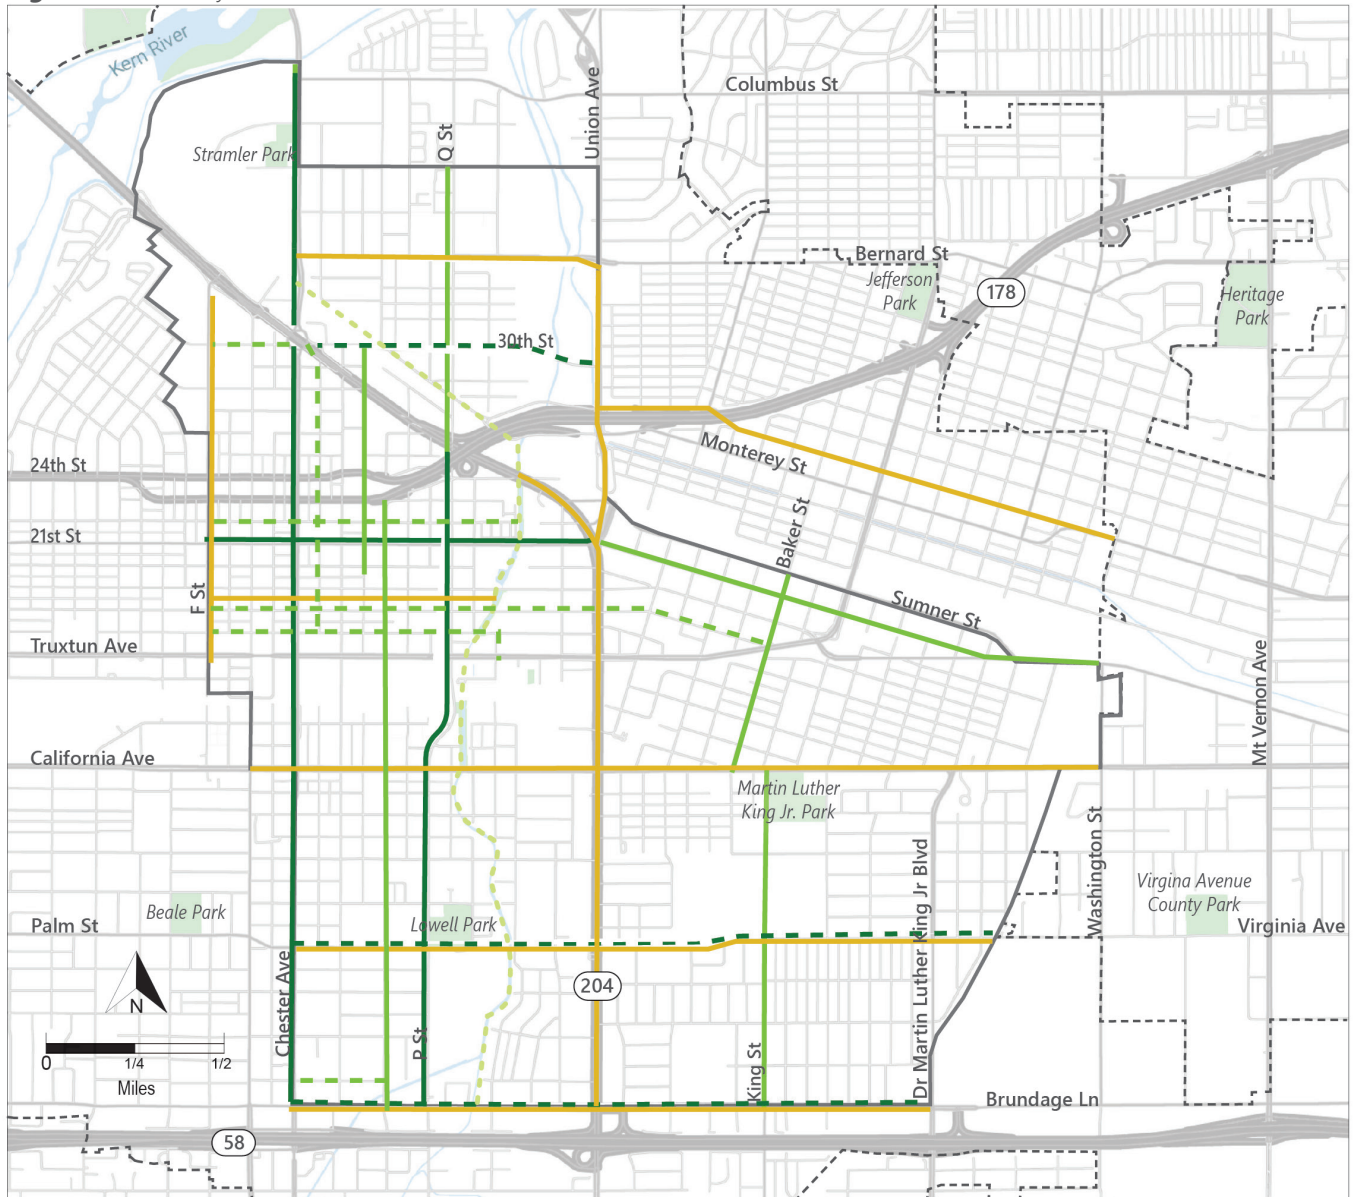 Kern River
Columbus St
Union Ave
Q St
Stramler Park
Bernard St
Jefferson
Park
178
Heritage
Park
30th St
Monterey St
24th St
21st St
Baker St
F St
Sumner St
Truxtun Ave
Mt Vernon Ave
California Ave
Martin Luther
King Jr. Park
Washington St
Dr Martin Luther King Jr Blvd
Virgina Avenue
County Park
Beale Park
Lowell Park
Palm St
Virginia Ave
Chester Ave
N
204
P St
King St
0 1/4 1/2
Miles
Brundage Ln
58